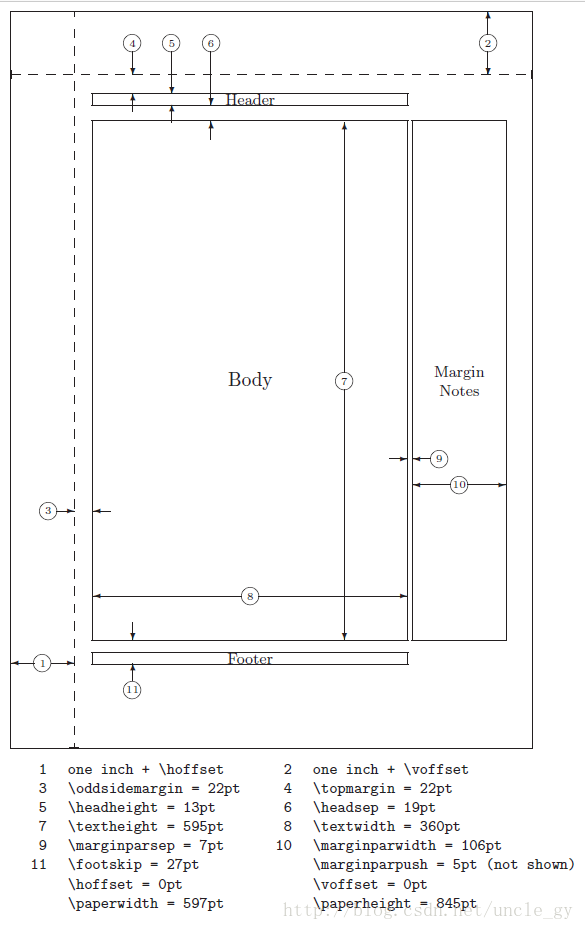 4
5
6
2
Header
Body
7
Margin
Notes
9
10
3
8
1
Footer
11
1 one inch + \hoffset 2 one inch + \voffset
3 \oddsidemargin = 22pt 4 \topmargin = 22pt
5 \headheight = 13pt 6 \headsep = 19pt
7 \textheight = 595pt 8 \textwidth = 360pt
9 \marginparsep = 7pt 10 \marginparwidth = 106pt
11 \footskip = 27pt \marginparpush = 5pt (not shown)
\hoffset = 0pt \voffset = 0pt
\paperwidth = 597pt \paperheight = 845pt
http://blog.csdn.net/uncle_gy